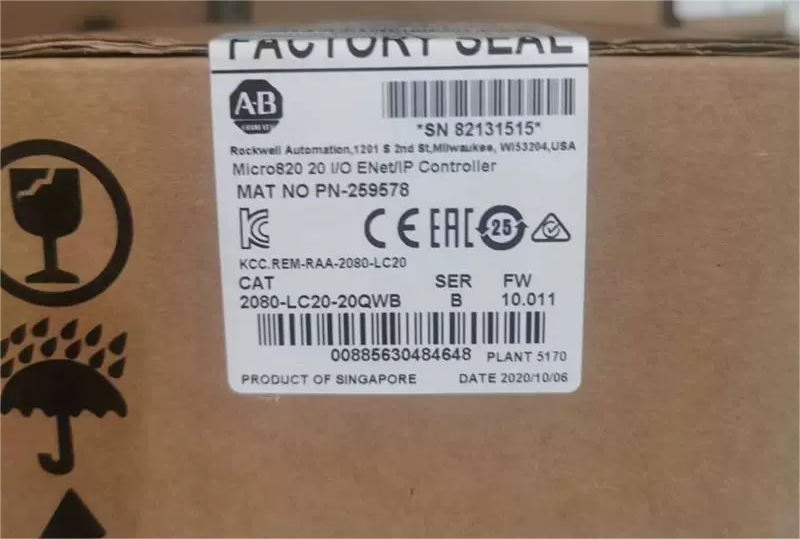 FACTORY SEAL
A-B
*SN 82131515*
Rockwell Automation,1201 S 2nd St,Milwaukee, WI53204,USA
Micro820 20 I/O ENet/IP Controller
MAT NO PN-259578
CE EAC 25
KCC.REM-RAA-2080-LC20
CAT SER FW
2080-LC20-20QWB B 10.011
00885630484648 PLANT 5170
PRODUCT OF SINGAPORE DATE 2020/10/06